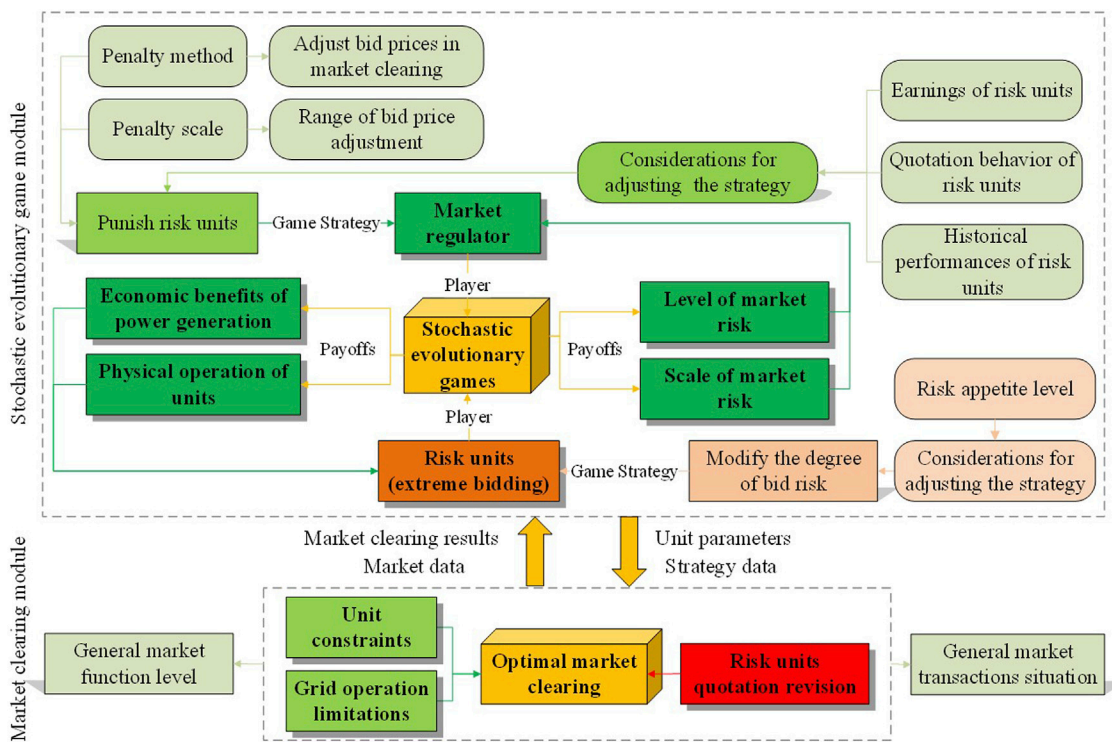 Stochastic evolutionary game module
Penalty method
Adjust bid prices in
market clearing
Penalty scale
Range of bid price
adjustment
Earnings of risk units
Considerations for
adjusting the strategy
Quotation behavior of
risk units
Historical
performances of risk
units
Punish risk units
Game Strategy
Market
regulator
Player
Economic benefits of
power generation
Physical operation of
units
Payoffs
Stochastic
evolutionary
games
Payoffs
Level of market
risk
Scale of market
risk
Player
Risk appetite level
Risk units
(extreme bidding)
Game Strategy
Modify the degree
of bid risk
Considerations for
adjusting the strategy
Market clearing results
Market data
Unit parameters
Strategy data
Market clearing module
General market
function level
Unit
constraints
Grid operation
limitations
Optimal market
clearing
Risk units
quotation revision
General market
transactions situation